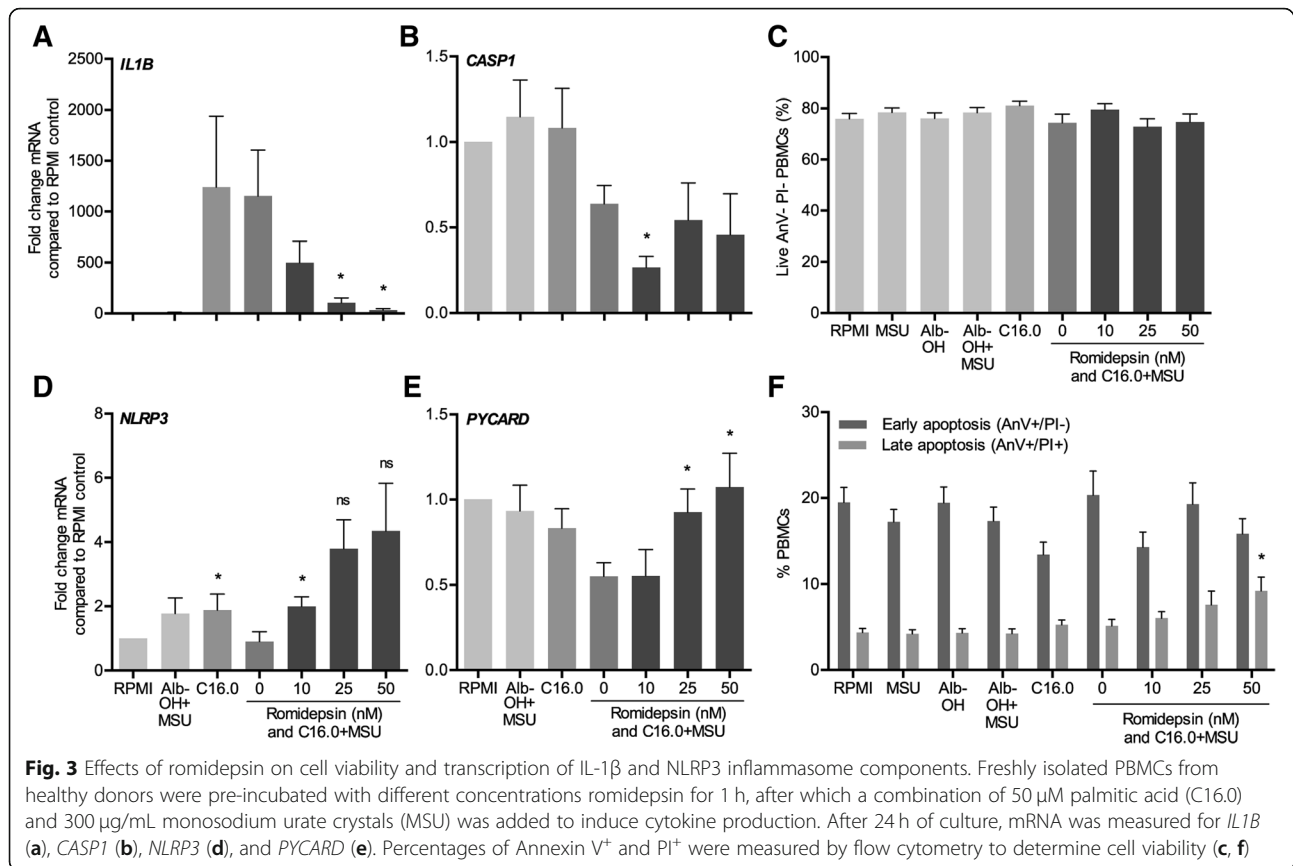 A
IL1B
Fold change mRNA
compared to RPMI control
2500
2000
1500
1000
500
0
*
*
B
CASP1
1.5
1.0
0.5
0.0
*
C
Live AnV- PI- PBMCs (%)
100
80
60
40
20
0
RPMI
MSU
Alb-
OH
Alb-
OH+
MSU
C16.0
0
10
25
50
Romidepsin (nM)
and C16.0+MSU
D
NLRP3
Fold change mRNA
compared to RPMI control
8
6
4
2
0
*
*
ns
ns
RPMI
Alb-
OH+
MSU
C16.0
0
10
25
50
Romidepsin (nM)
and C16.0+MSU
E
PYCARD
1.5
1.0
0.5
0.0
*
*
RPMI
Alb-
OH+
MSU
C16.0
0
10
25
50
Romidepsin (nM)
and C16.0+MSU
F
% PBMCs
30
20
10
0
Early apoptosis (AnV+/PI-)
Late apoptosis (AnV+/PI+)
*
RPMI
MSU
Alb-
OH
Alb-
OH+
MSU
C16.0
0
10
25
50
Romidepsin (nM)
and C16.0+MSU
Fig. 3 Effects of romidepsin on cell viability and transcription of IL-1β and NLRP3 inflammasome components. Freshly isolated PBMCs from
healthy donors were pre-incubated with different concentrations romidepsin for 1 h, after which a combination of 50 μM palmitic acid (C16.0)
and 300 μg/mL monosodium urate crystals (MSU) was added to induce cytokine production. After 24 h of culture, mRNA was measured for IL1B
(a), CASP1 (b), NLRP3 (d), and PYCARD (e). Percentages of Annexin V⁺ and PI⁺ were measured by flow cytometry to determine cell viability (c, f)